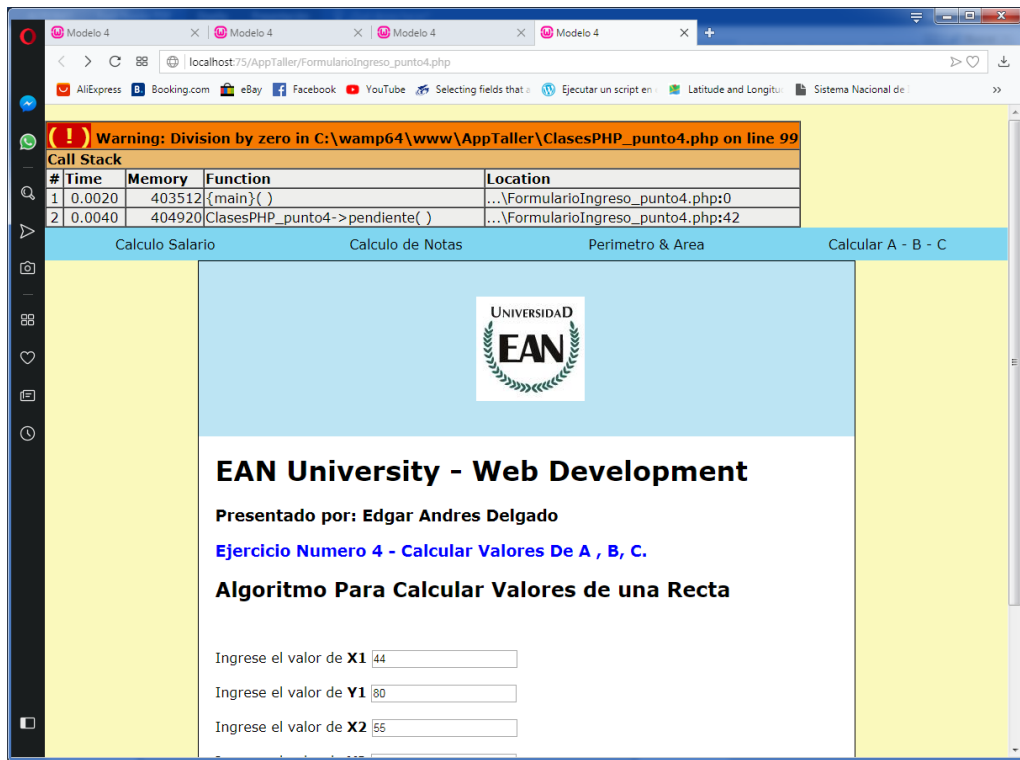 Modelo 4 Modelo 4 Modelo 4 Modelo 4
localhost:75/AppTaller/FormularioIngreso_punto4.php
AliExpress B. Booking.com eBay Facebook YouTube Selecting fields that a Ejecutar un script en Latitude and Longitu Sistema Nacional de
( ! ) Warning: Division by zero in C:\wamp64\www\AppTaller\ClasesPHP_punto4.php on line 99
Call Stack
# Time Memory Function Location
1 0.0020 403512 {main}( ) ...\FormularioIngreso_punto4.php:0
2 0.0040 404920 ClasesPHP_punto4->pendiente( ) ...\FormularioIngreso_punto4.php:42
Calculo Salario Calculo de Notas Perimetro & Area Calcular A - B - C
UNIVERSIDAD
EAN
EAN University - Web Development
Presentado por: Edgar Andres Delgado
Ejercicio Numero 4 - Calcular Valores De A , B, C.
Algoritmo Para Calcular Valores de una Recta
Ingrese el valor de X1 44
Ingrese el valor de Y1 80
Ingrese el valor de X2 55